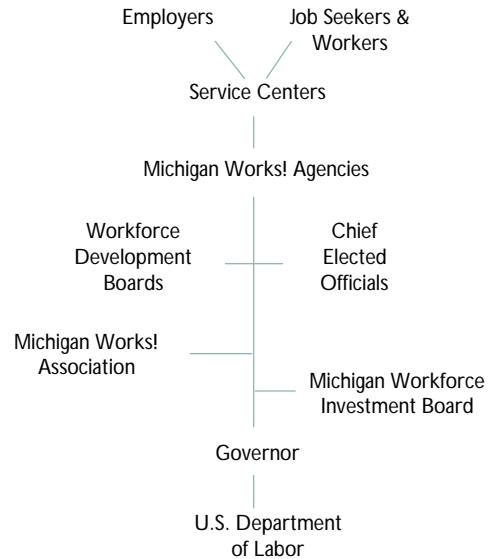 Employers
Job Seekers &
Workers
Service Centers
Michigan Works! Agencies
Workforce
Development
Boards
Chief
Elected
Officials
Michigan Works!
Association
Michigan Workforce
Investment Board
Governor
U.S. Department
of Labor